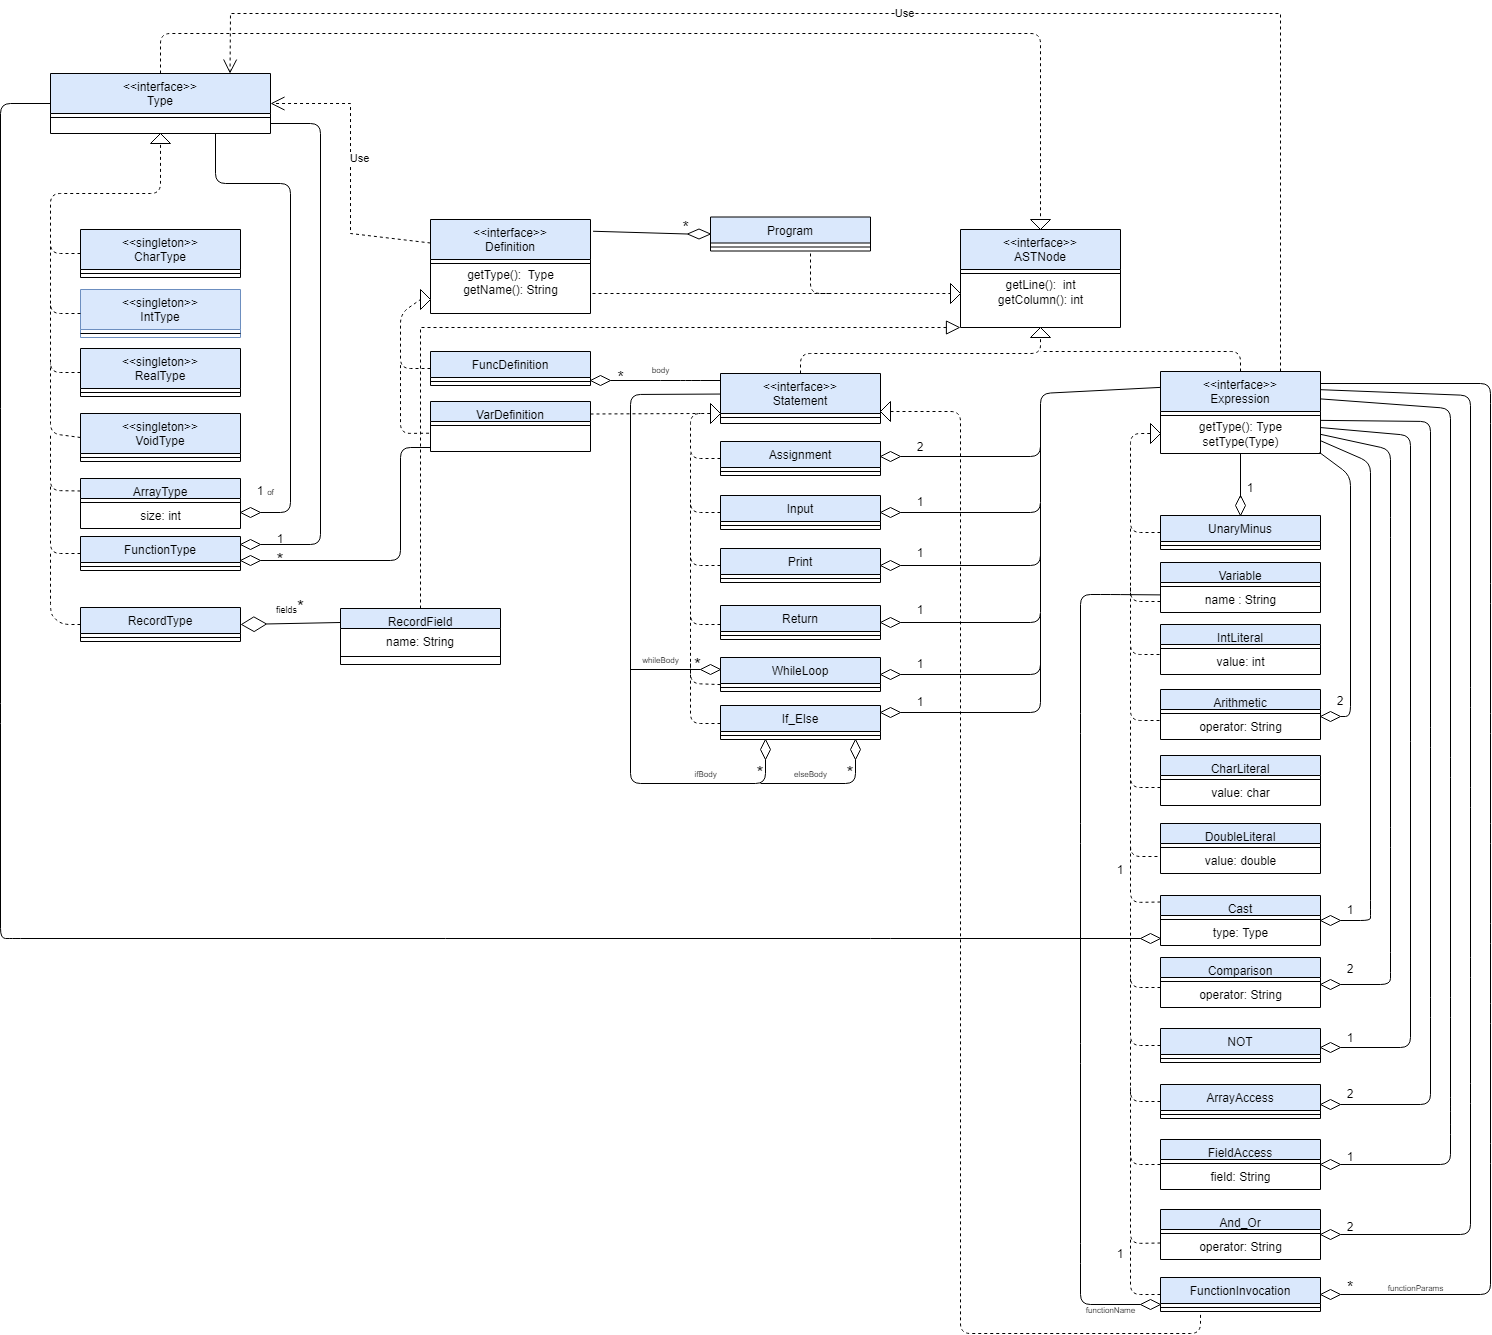 Use
<<interface>>
Type
Use
<<singleton>>
CharType
<<singleton>>
IntType
<<singleton>>
RealType
<<singleton>>
VoidType
ArrayType
size: int
1 of
FunctionType
1
*
RecordType
fields *
RecordField
name: String
<<interface>>
Definition
getType():  Type
getName(): String
*
Program
<<interface>>
ASTNode
getLine():  int
getColumn(): int
FuncDefinition
*
body
VarDefinition
<<interface>>
Statement
Assignment
2
Input
1
Print
1
Return
1
whileBody
*
WhileLoop
1
If_Else
1
ifBody
*
elseBody
*
<<interface>>
Expression
getType(): Type
setType(Type)
1
UnaryMinus
Variable
name : String
IntLiteral
value: int
Arithmetic
operator: String
2
CharLiteral
value: char
DoubleLiteral
value: double
1
Cast
type: Type
1
Comparison
operator: String
2
NOT
1
ArrayAccess
2
FieldAccess
field: String
1
And_Or
operator: String
2
1
FunctionInvocation
*
functionParams
functionName